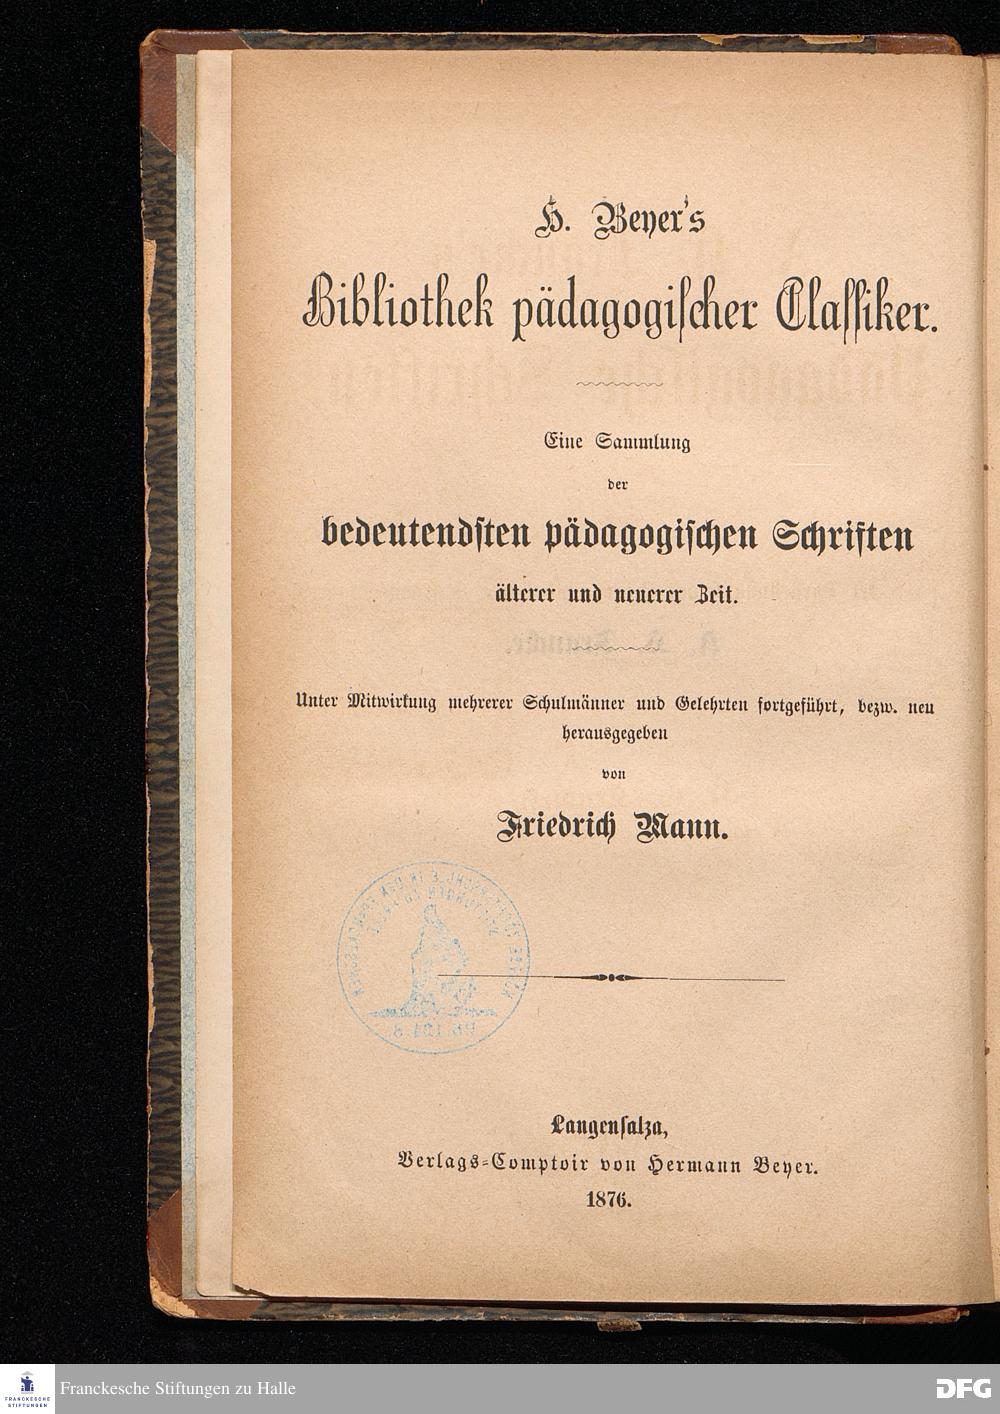 H. Beyer's
Bibliothek pädagogiſcher Claſſiker.
Eine Sammlung
der
bedeutendſten pädagogiſchen Schriften
älterer und neuerer Zeit.
Unter Mitwirkung mehrerer Schulmänner und Gelehrten fortgeführt, bezw. neu
herausgegeben
von
Friedrich Mann.
Langenſalza,
Verlags-Comptoir von Hermann Beyer.
1876.
FRANCKESCHE
STIFTUNGEN
Franckesche Stiftungen zu Halle
DFG